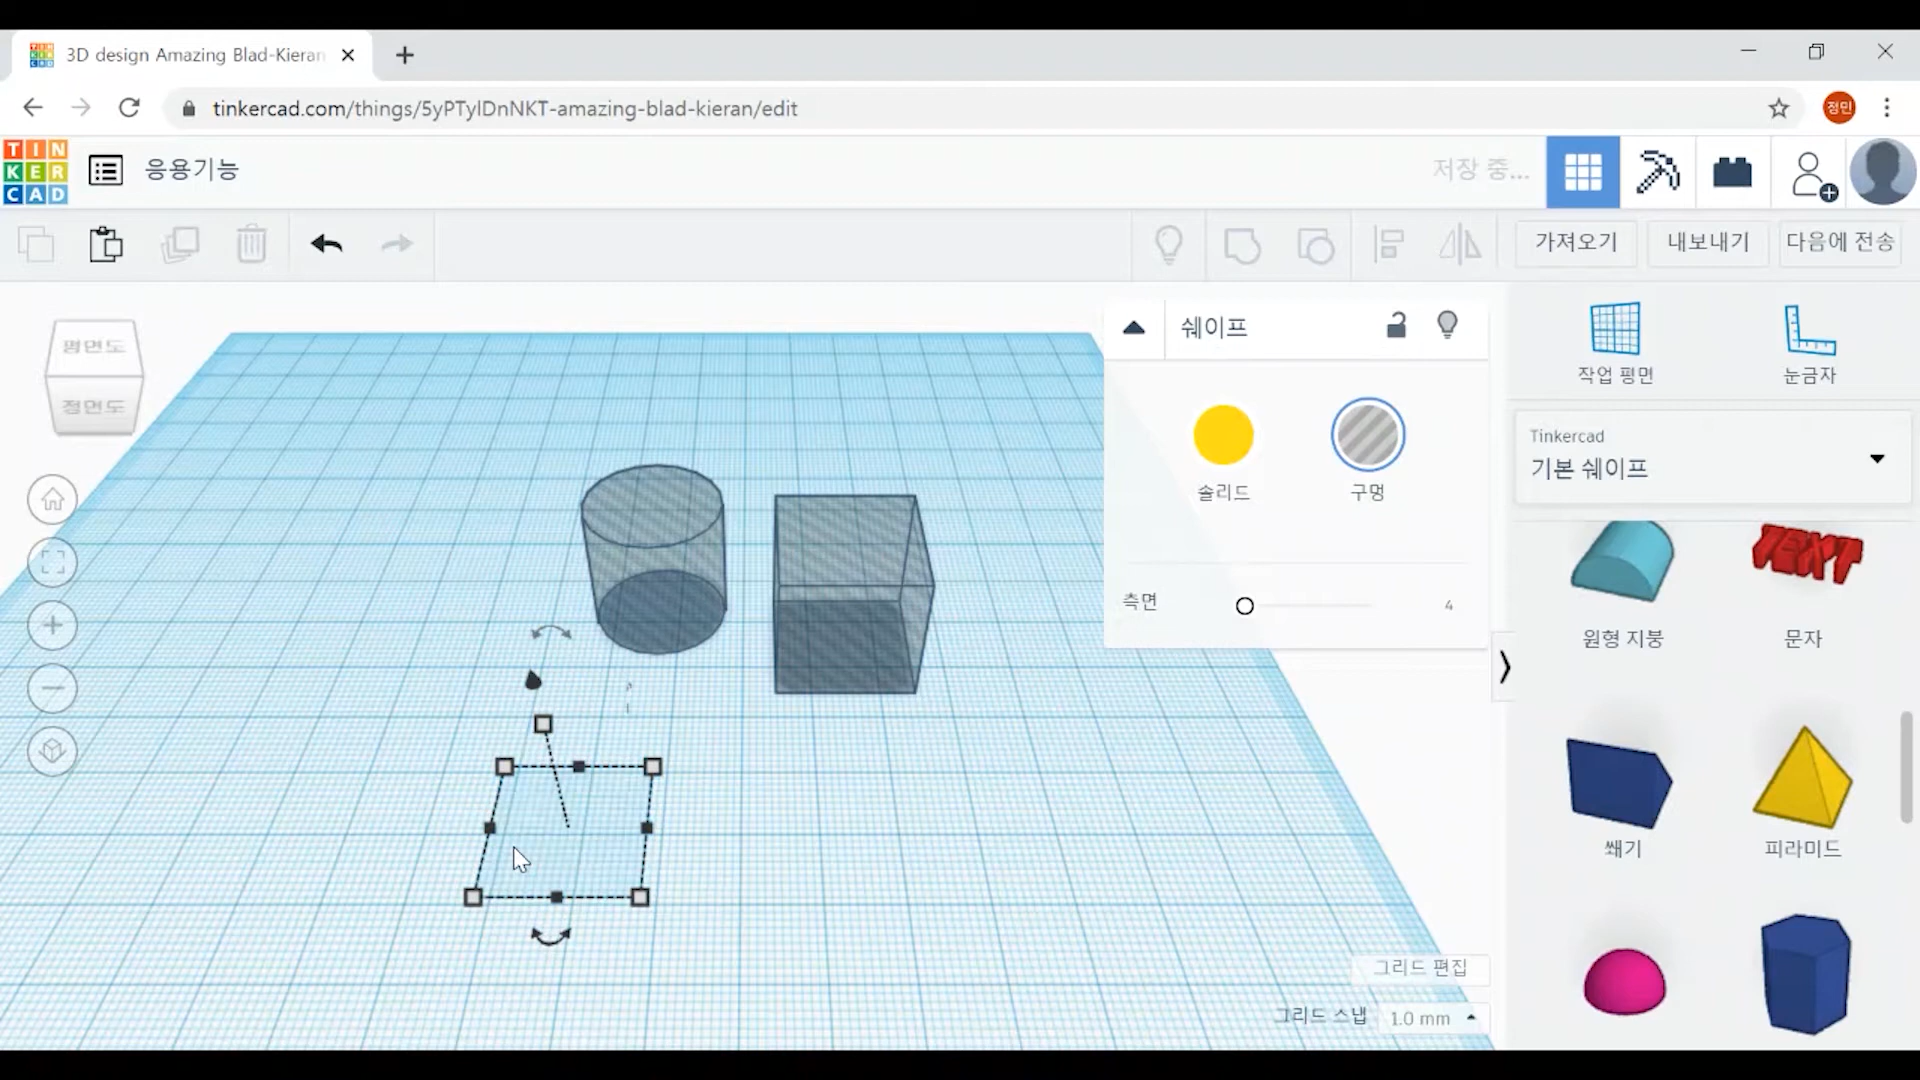 3D design Amazing Blad-Kieran
tinkercad.com/things/5yPTylDnNKT-amazing-blad-kieran/edit
정민
TIN
KER
CAD
응용기능
저장 중...
가져오기
내보내기
다음에 전송
평면도
정면도
쉐이프
솔리드
구멍
측면
4
작업 평면
눈금자
Tinkercad
기본 쉐이프
TEXT
원형 지붕
문자
쐐기
피라미드
그리드 편집
그리드 스냅
1.0 mm